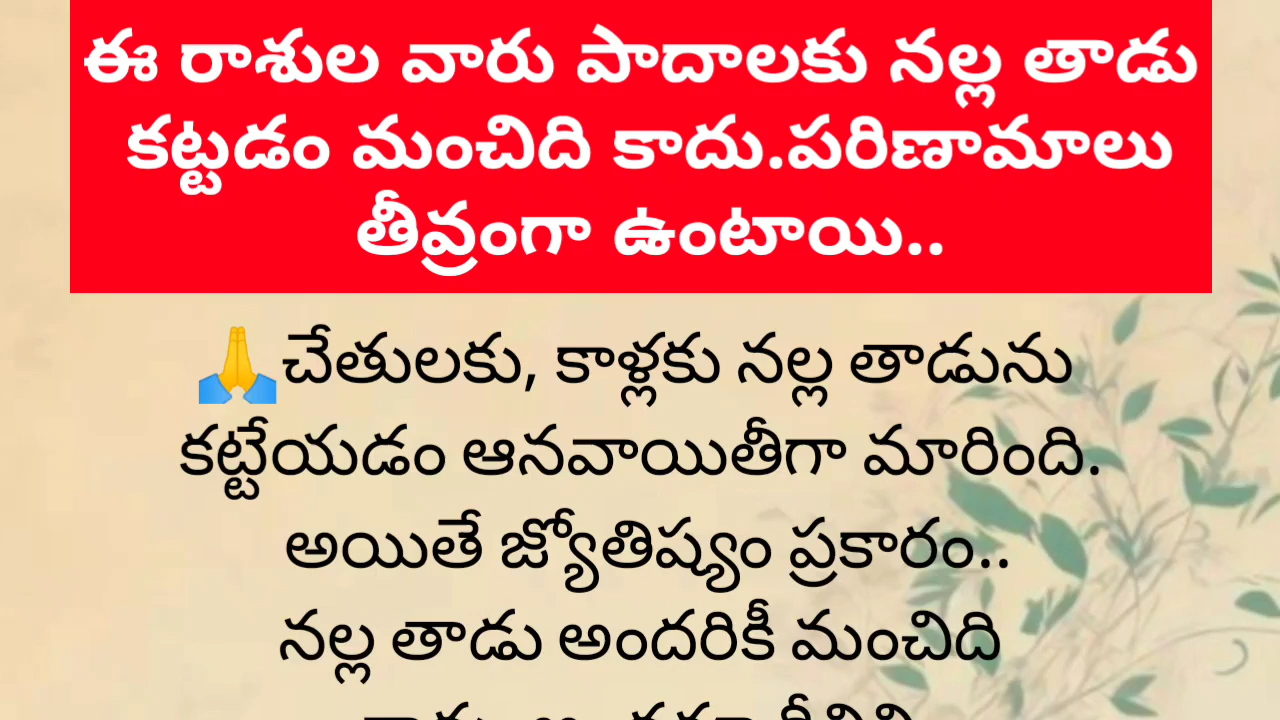 ఈ రాశుల వారు పాదాలకు నల్ల తాడు
కట్టడం మంచిది కాదు.పరిణామాలు
తీవ్రంగా ఉంటాయి..
🙏చేతులకు, కాళ్లకు నల్ల తాడును
కట్టేయడం ఆనవాయితీగా మారింది.
అయితే జ్యోతిష్యం ప్రకారం..
నల్ల తాడు అందరికీ మంచిది